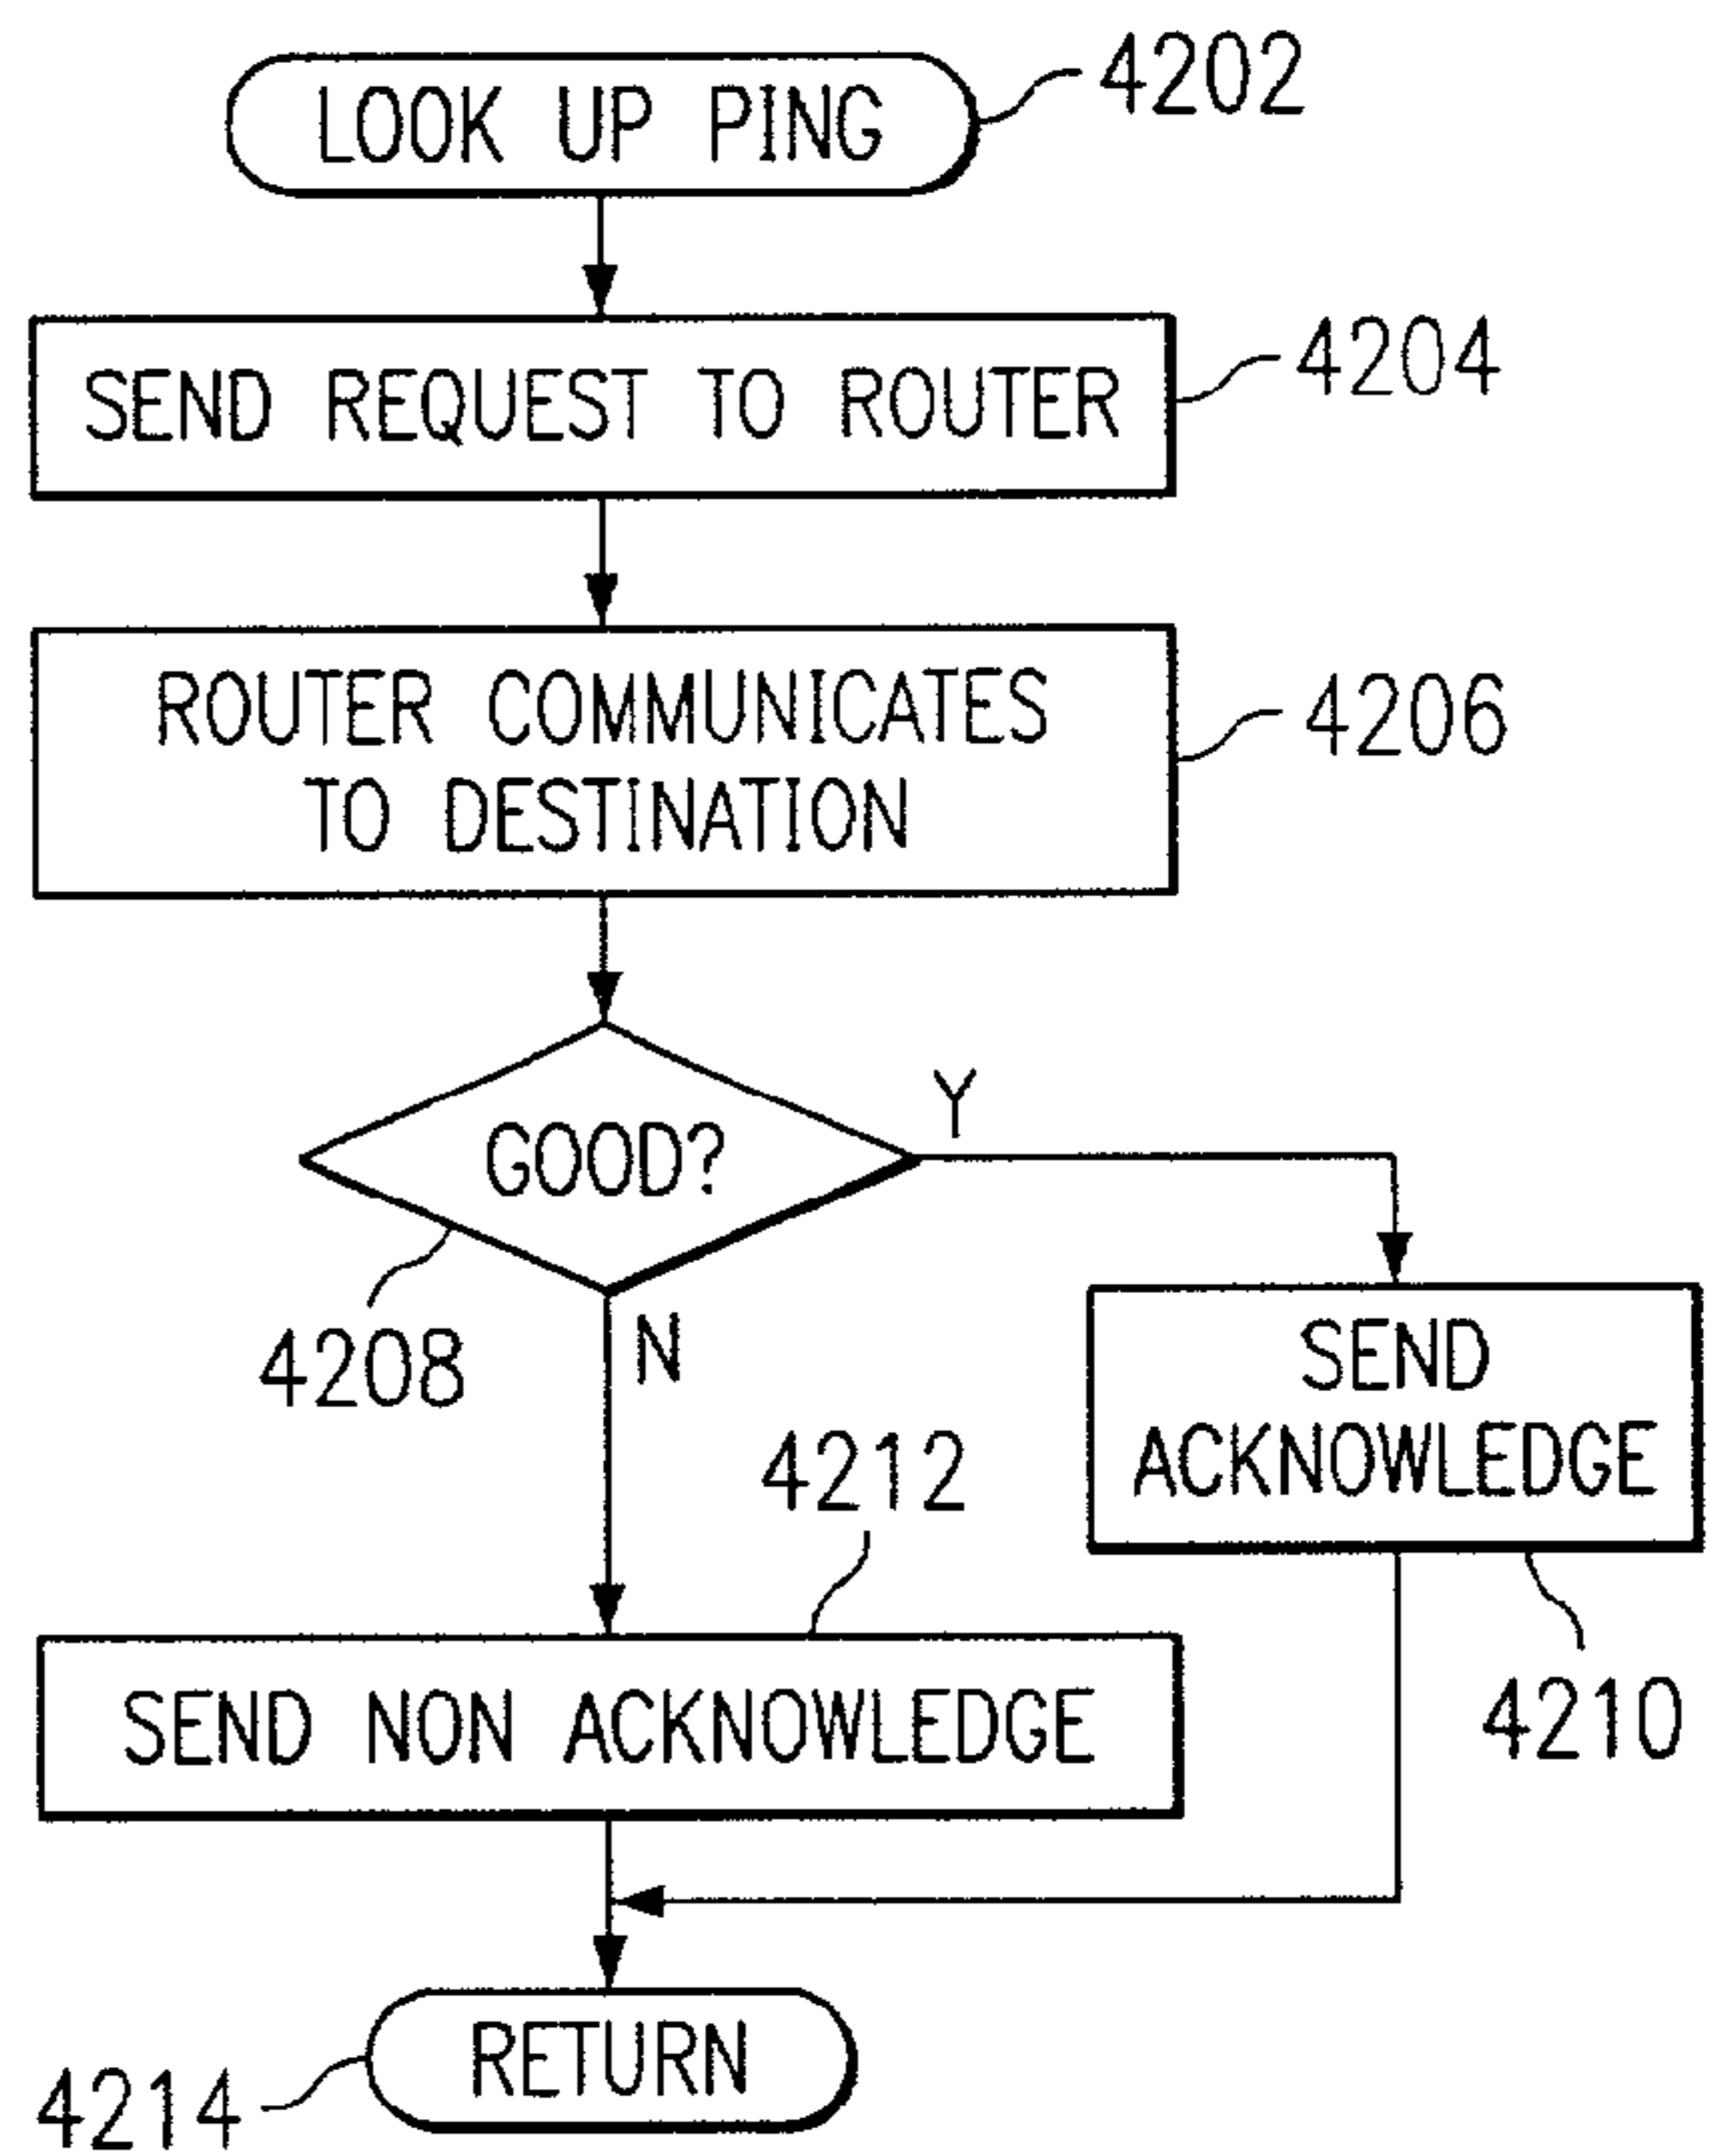 LOOK UP PING
4202
SEND REQUEST TO ROUTER
4204
ROUTER COMMUNICATES
TO DESTINATION
4206
GOOD?
Y
4208
N
SEND
ACKNOWLEDGE
4212
SEND NON ACKNOWLEDGE
4210
RETURN
4214